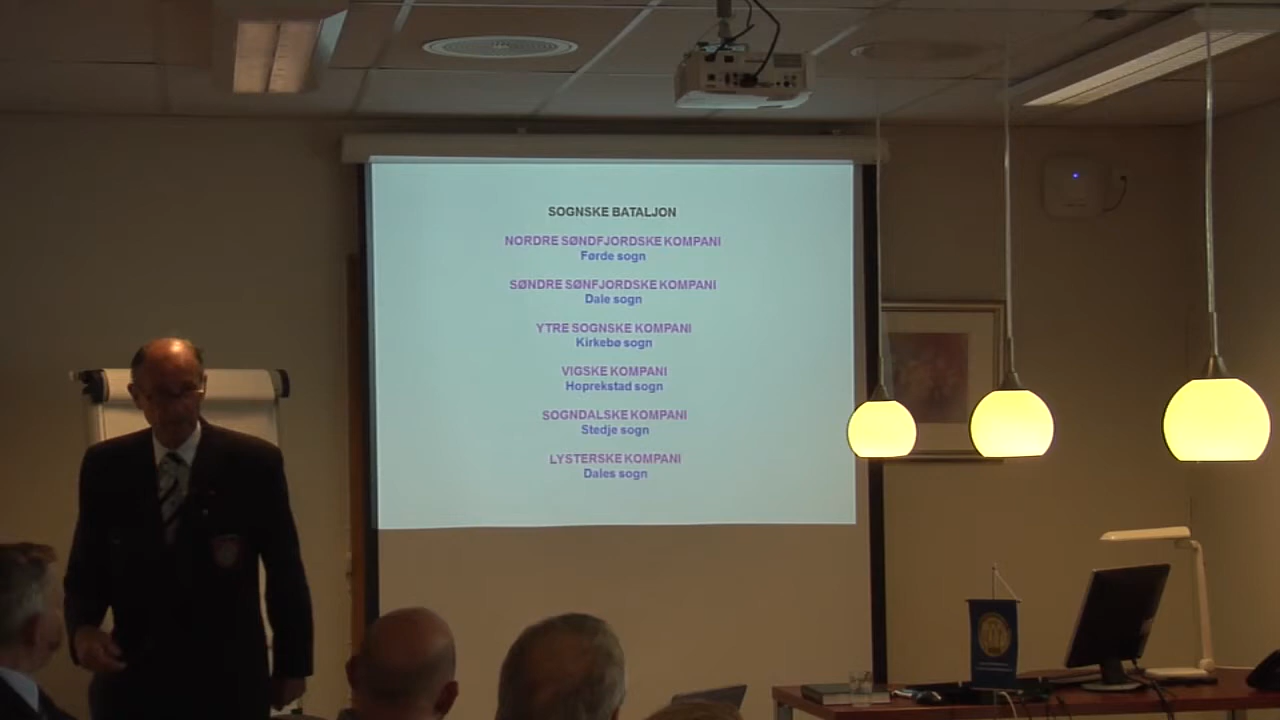 SOGNSKE BATALJON
NORDRE SØNDFJORDSKE KOMPANI
Førde sogn
SØNDRE SØNFJORDSKE KOMPANI
Dale sogn
YTRE SOGNSKE KOMPANI
Kirkebø sogn
VIGSKE KOMPANI
Hoprekstad sogn
SOGNDALSKE KOMPANI
Stedje sogn
LYSTERSKE KOMPANI
Dales sogn